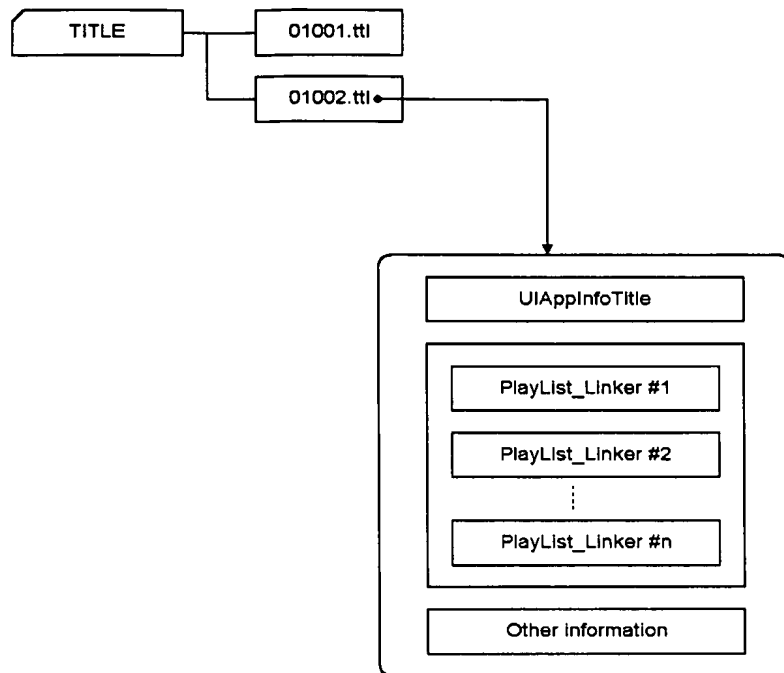 TITLE
01001.ttl
01002.ttl
UIAppInfoTitle
PlayList_Linker #1
PlayList_Linker #2
PlayList_Linker #n
Other information